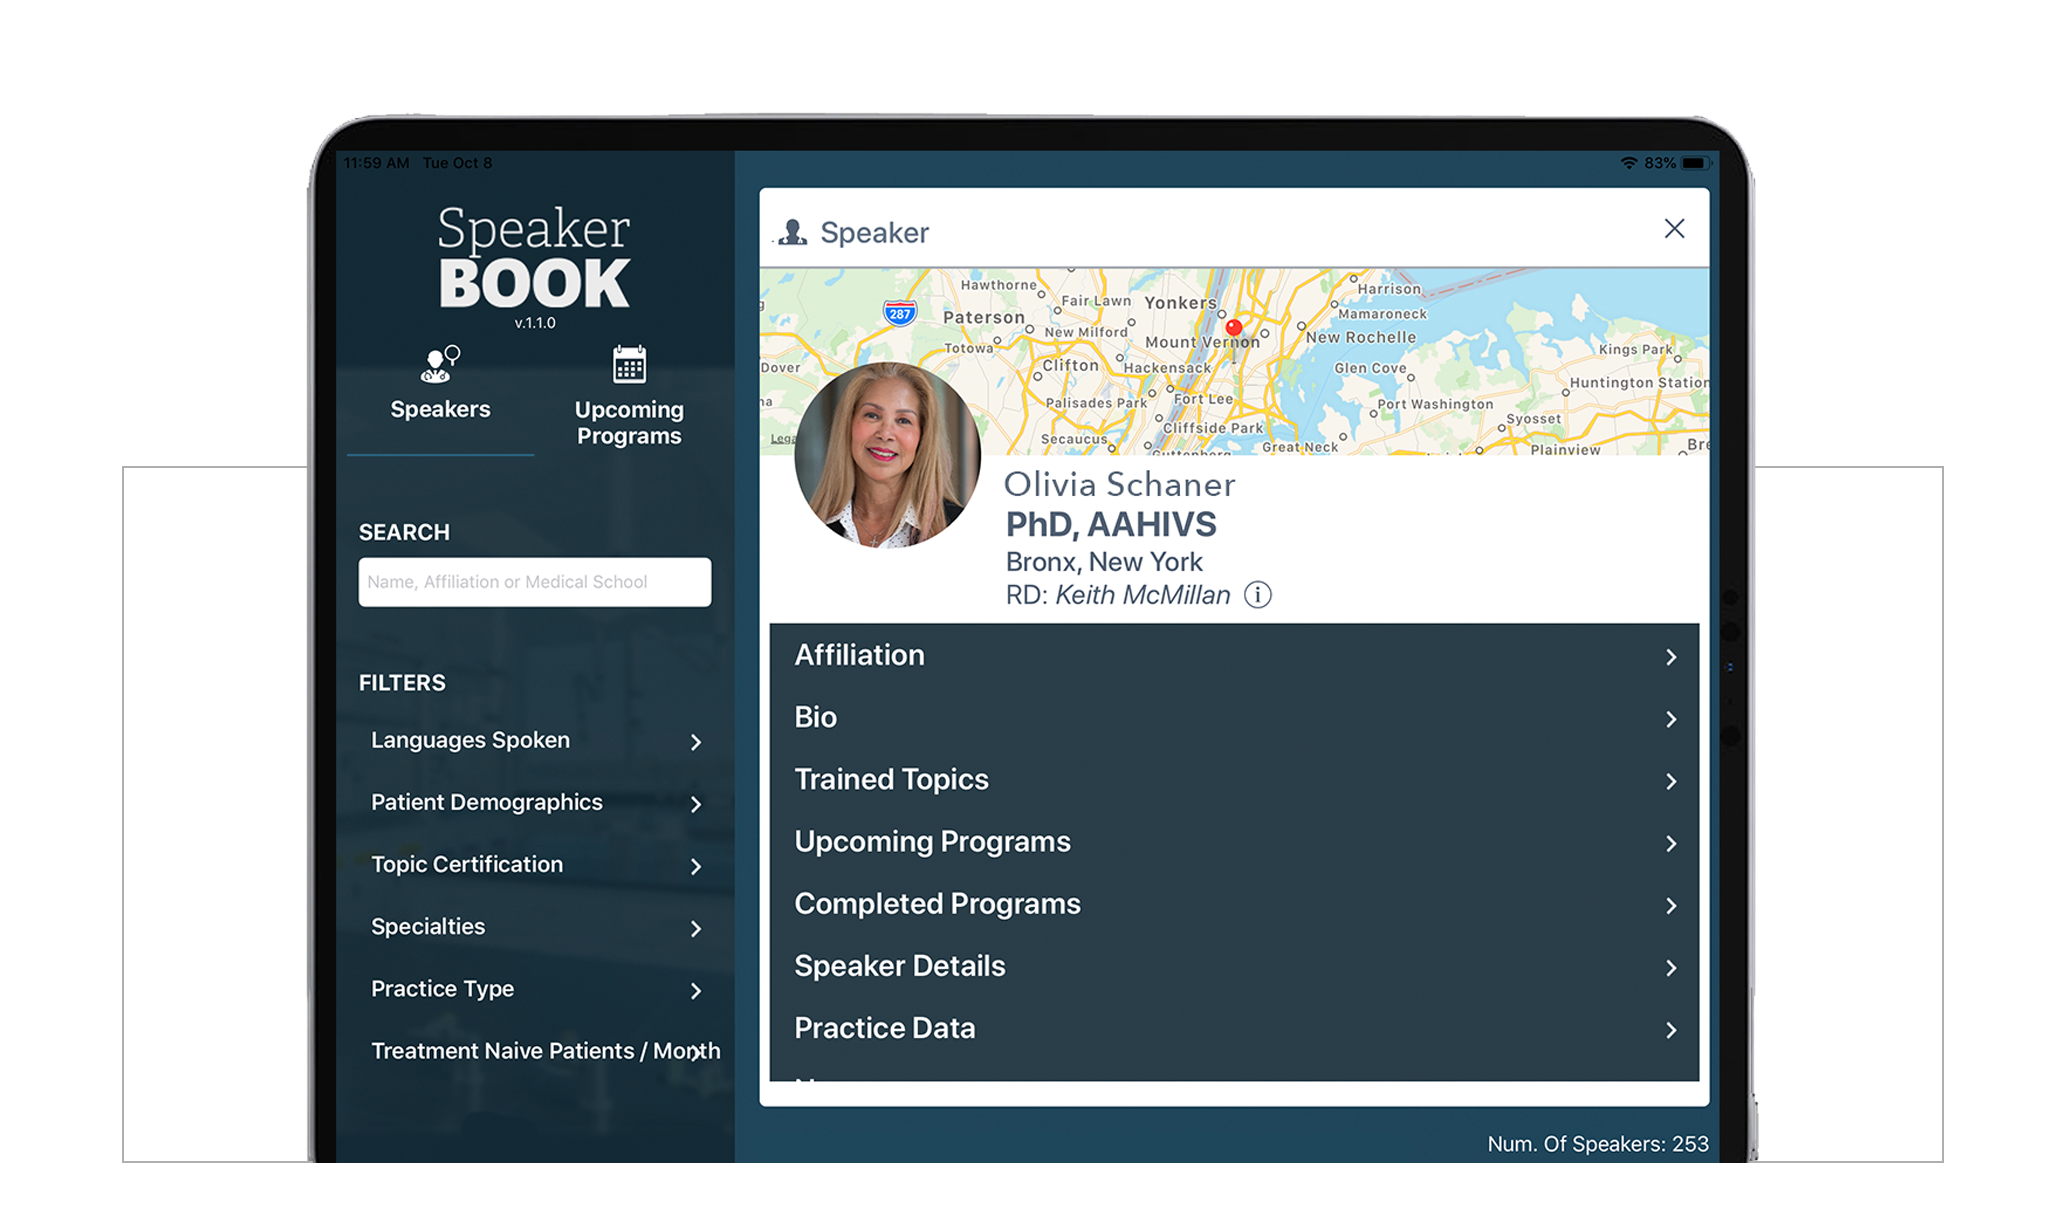 11:59 AM Tue Oct 8
83%
Speaker
BOOK
v.1.1.0
Speakers
Upcoming
Programs
SEARCH
Name, Affiliation or Medical School
FILTERS
Languages Spoken
Patient Demographics
Topic Certification
Specialties
Practice Type
Treatment Naive Patients / Month
Speaker
Hawthorne
Harrison
287
Fair Lawn
Yonkers
Paterson
Mamaroneck
New Milford
New Rochelle
Mount Vernon
Totowa
Kings Park
Dover
Clifton
Hackensack
Glen Cove
Huntington Station
Palisades Park
Fort Lee
Port Washington
Syosset
Cliffside Park
Secaucus
Great Neck
Plainview
Guttenberg
Olivia Schaner
PhD, AAHIVS
Bronx, New York
RD: Keith McMillan
Affiliation
Bio
Trained Topics
Upcoming Programs
Completed Programs
Speaker Details
Practice Data
Num. Of Speakers: 253